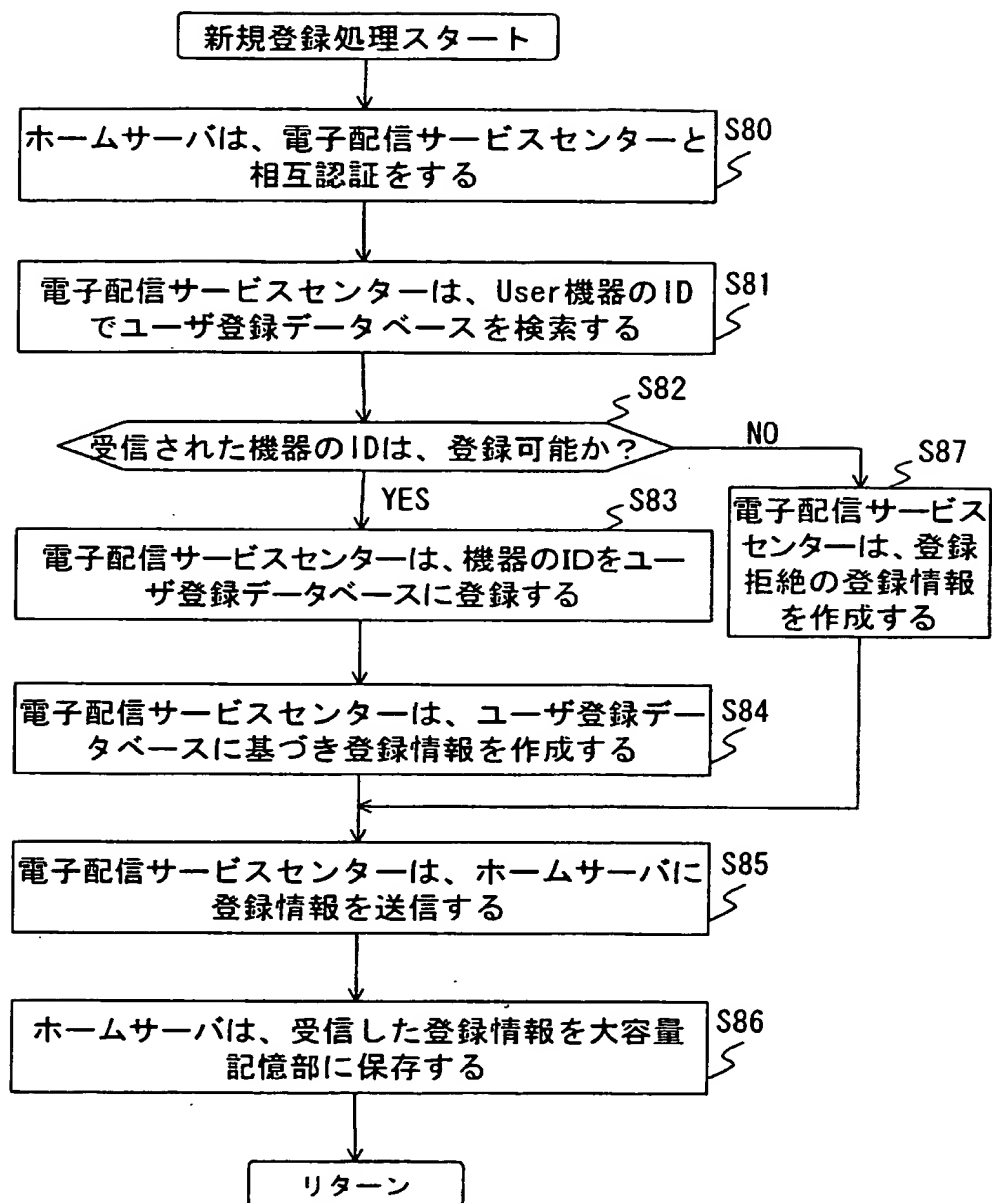 新規登録処理スタート
ホームサーバは、電子配信サービスセンターと
相互認証をする
S80
電子配信サービスセンターは、User機器のID
でユーザ登録データベースを検索する
S81
S82
受信された機器のIDは、登録可能か?
NO
YES
S83
S87
電子配信サービスセンターは、機器のIDをユー
ザ登録データベースに登録する
電子配信サービス
センターは、登録
拒絶の登録情報
を作成する
電子配信サービスセンターは、ユーザ登録デー
タベースに基づき登録情報を作成する
S84
電子配信サービスセンターは、ホームサーバに
登録情報を送信する
S85
ホームサーバは、受信した登録情報を大容量
記憶部に保存する
S86
リターン